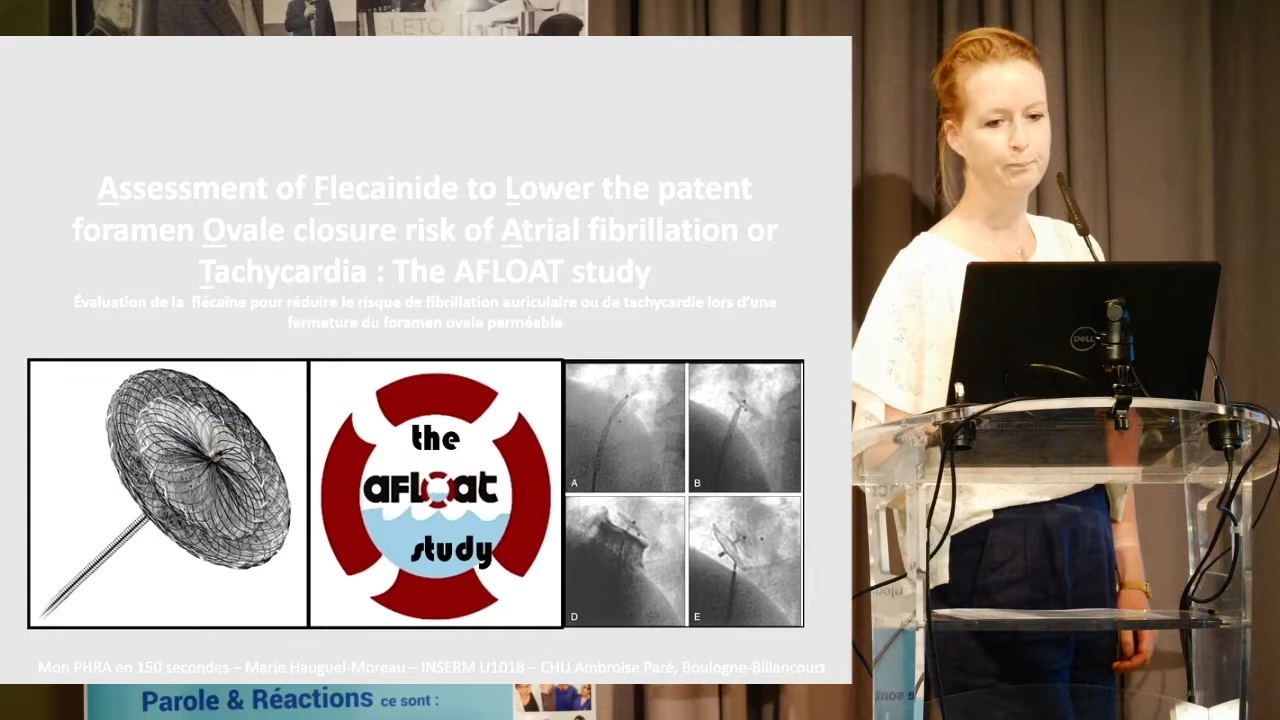 LETO
Assessment of Flecainide to Lower the patent
foramen Ovale closure risk of Atrial fibrillation or
Tachycardia : The AFLOAT study
Évaluation de la flécaïne pour réduire le risque de fibrillation auriculaire ou de tachycardie lors d’une
fermeture du foramen ovale perméable
the
afloat
study
A
B
D
E
Mon PHRA en 150 secondes – Marie Hauguel-Moreau – INSERM U1018 – CHU Ambroise Paré, Boulogne-Billancourt
DELL
Parole & Réactions ce sont :